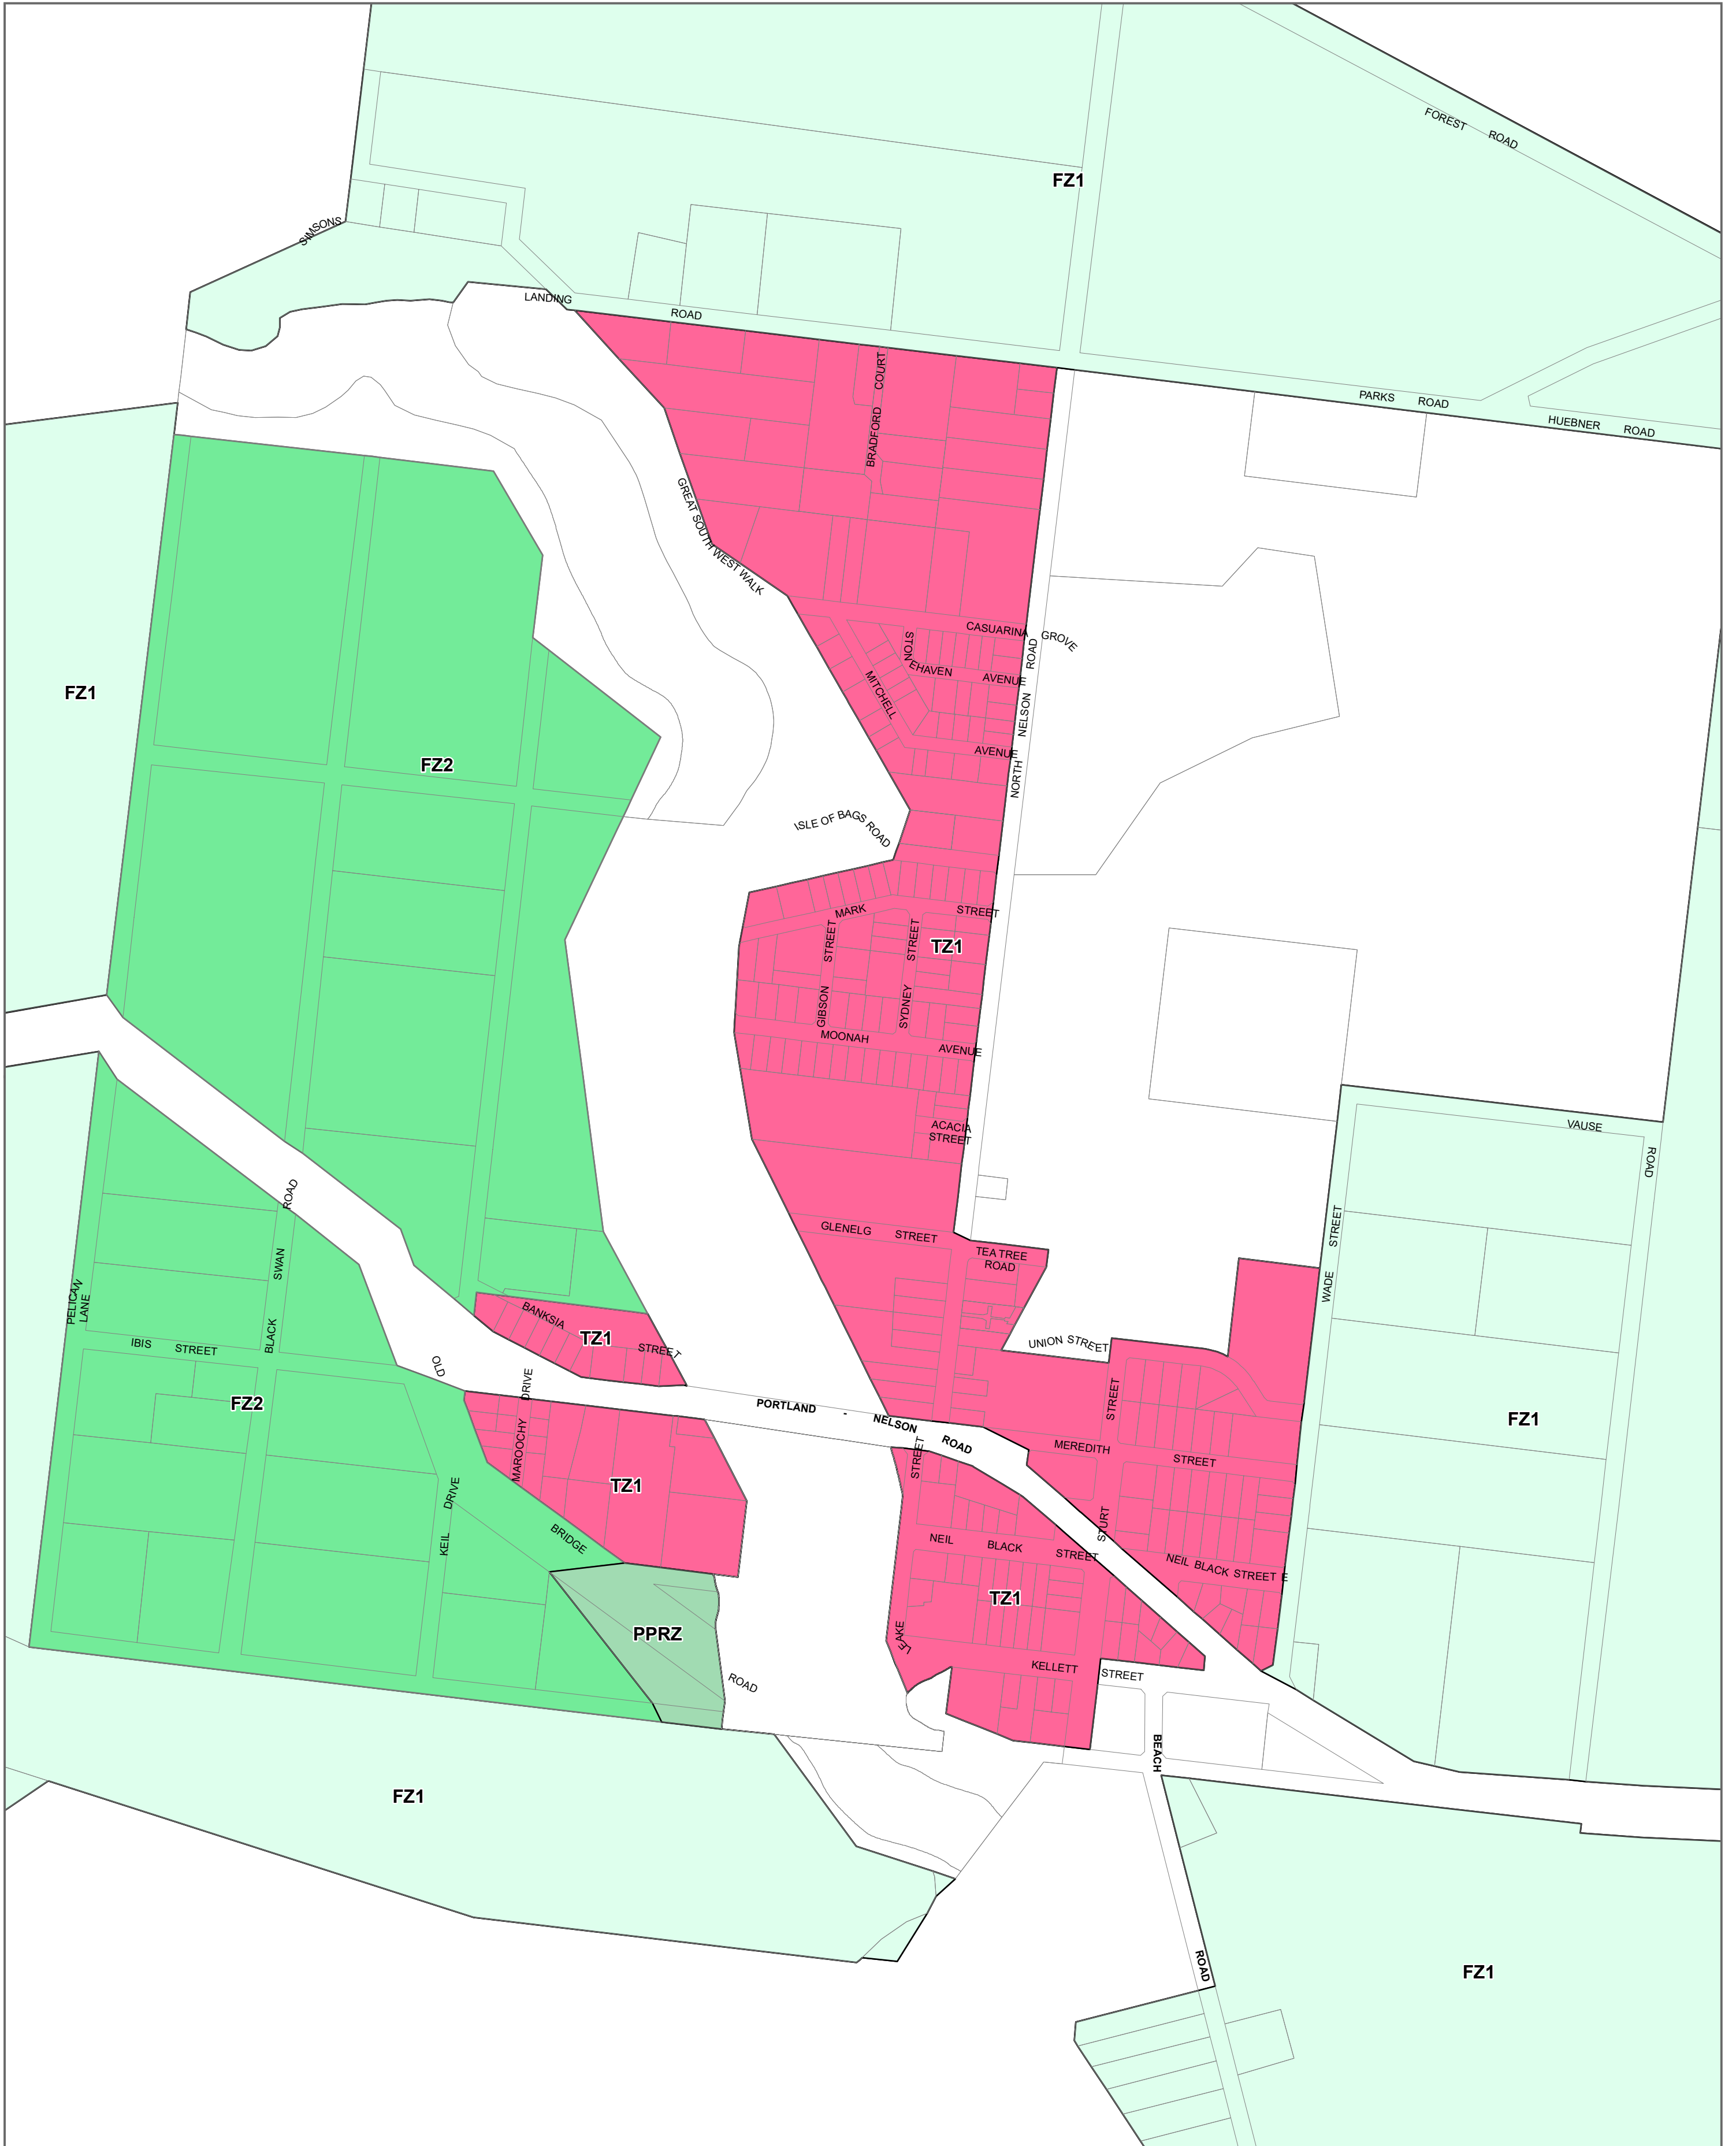 FOREST ROAD
FZ1
SIMSONS
LANDING
ROAD
PARKS ROAD
HUEBNER ROAD
BRADFORD COURT
GREAT SOUTH WEST WALK
CASUARINA GROVE
STONEHAVEN AVENUE
MITCHELL
AVENUE
NORTH NELSON ROAD
FZ1
FZ2
ISLE OF BAGS ROAD
MARK STREET
TZ1
GIBSON STREET
SYDNEY STREET
MOONAH AVENUE
ACACIA
STREET
VAUSE
ROAD
BLACK SWAN ROAD
GLENELG STREET
TEA TREE
ROAD
WADE STREET
PELICAN
LANE
BANKSIA STREET
TZ1
UNION STREET
IBIS STREET
OLD
FZ2
MAROOCHY DRIVE
PORTLAND - NELSON ROAD
STREET
MEREDITH STREET
FZ1
TZ1
KEIL DRIVE
BRIDGE
STURT
STREET
NEIL BLACK STREET
NEIL BLACK STREET E
TZ1
PPRZ
LAKE
KELLETT STREET
ROAD
BEACH
FZ1
ROAD
FZ1